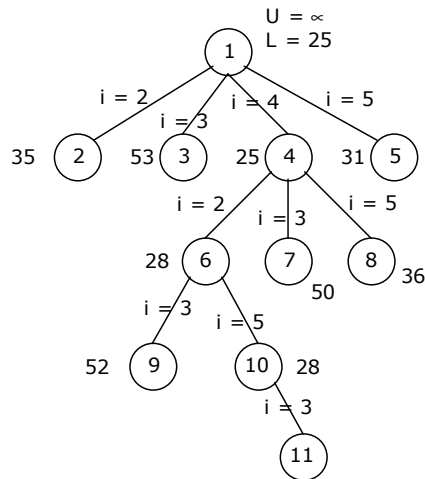 U = ∝
L = 25
1
i = 2
i = 3
i = 4
i = 5
35
2
53
3
25
4
31
5
i = 2
i = 3
i = 5
28
6
7
50
8
36
i = 3
i = 5
52
9
10
28
i = 3
11